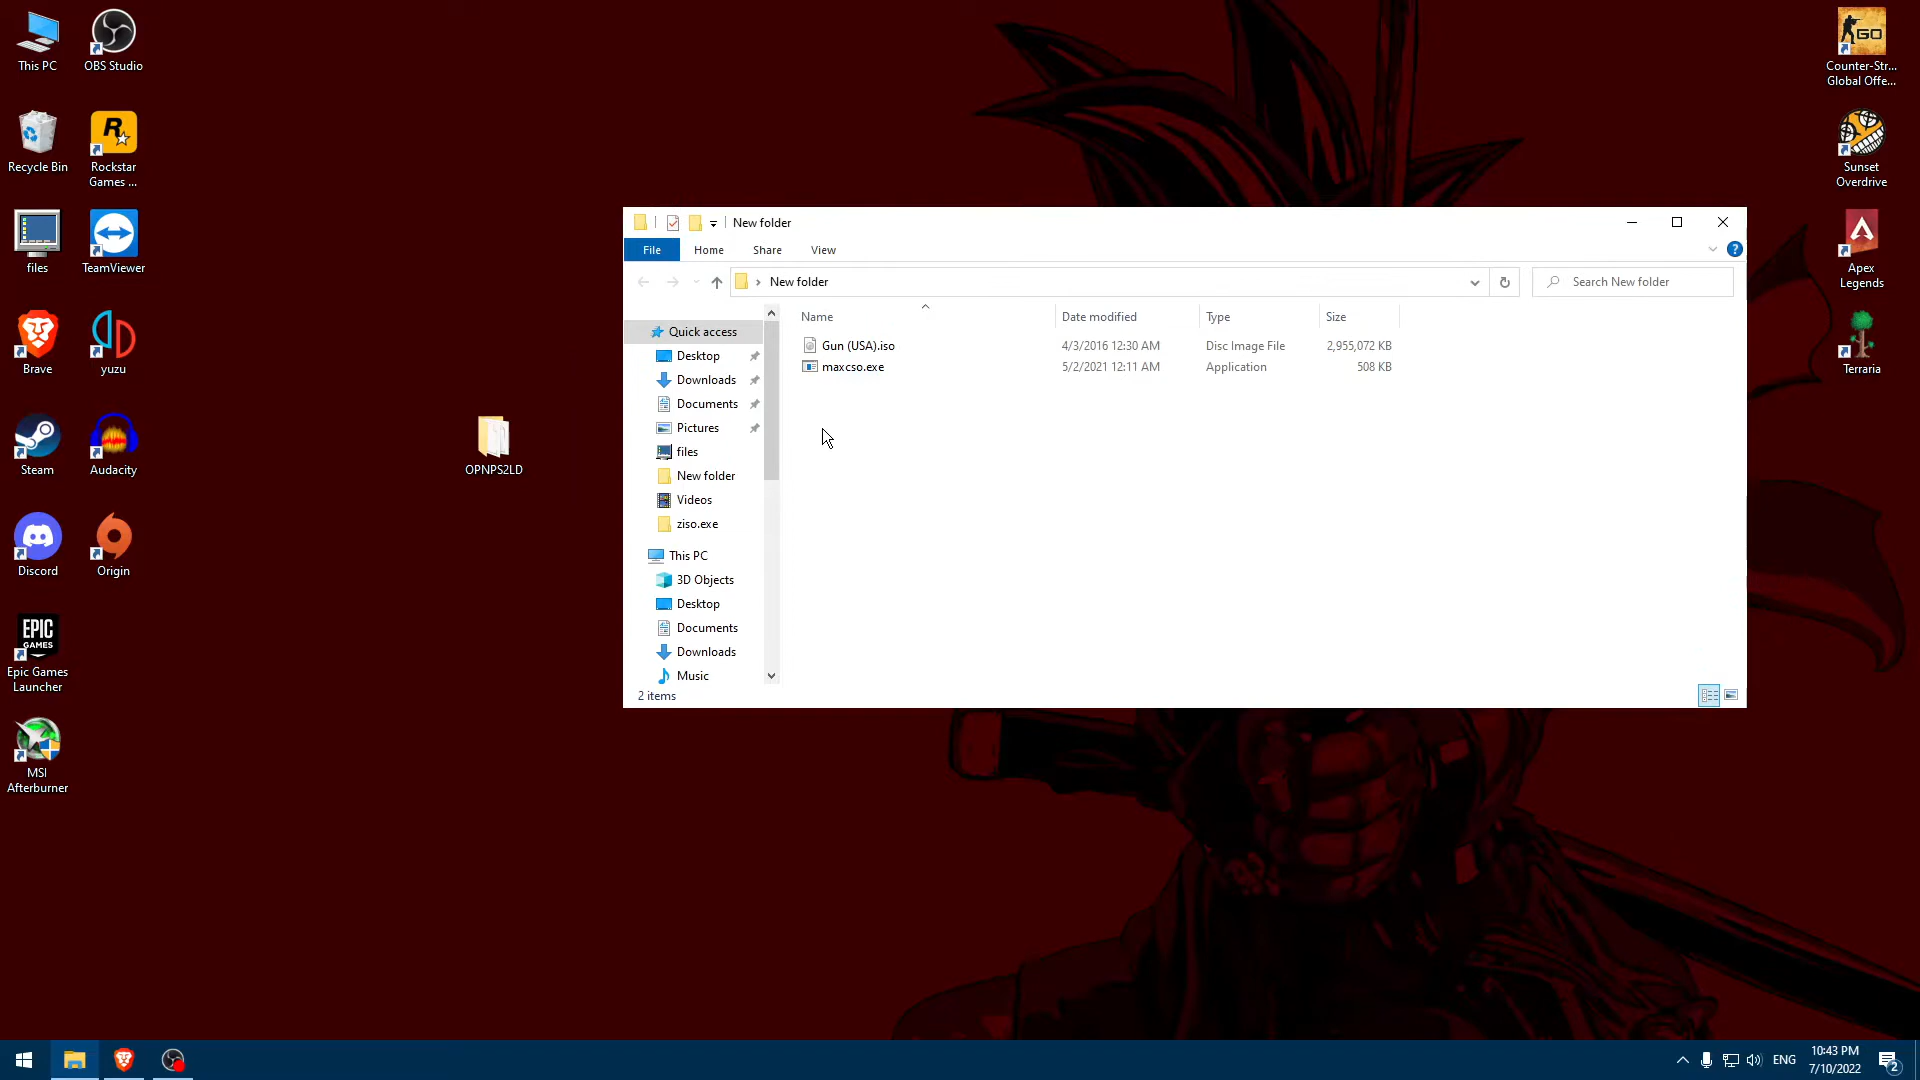 This PC
OBS Studio
Recycle Bin
Rockstar
Games ...
files
TeamViewer
Brave
yuzu
Steam
Audacity
Discord
Origin
EPIC
GAMES
Epic Games
Launcher
MSI
Afterburner
OPNPS2LD
New folder
File
Home
Share
View
New folder
Search New folder
Quick access
Desktop
Downloads
Documents
Pictures
files
New folder
Videos
ziso.exe
This PC
3D Objects
Desktop
Documents
Downloads
Music
Name
Date modified
Type
Size
Gun (USA).iso
4/3/2016 12:30 AM
Disc Image File
2,955,072 KB
maxcso.exe
5/2/2021 12:11 AM
Application
508 KB
2 items
GO
Counter-Str...
Global Offe...
Sunset
Overdrive
Apex
Legends
Terraria
ENG
10:43 PM
7/10/2022
2